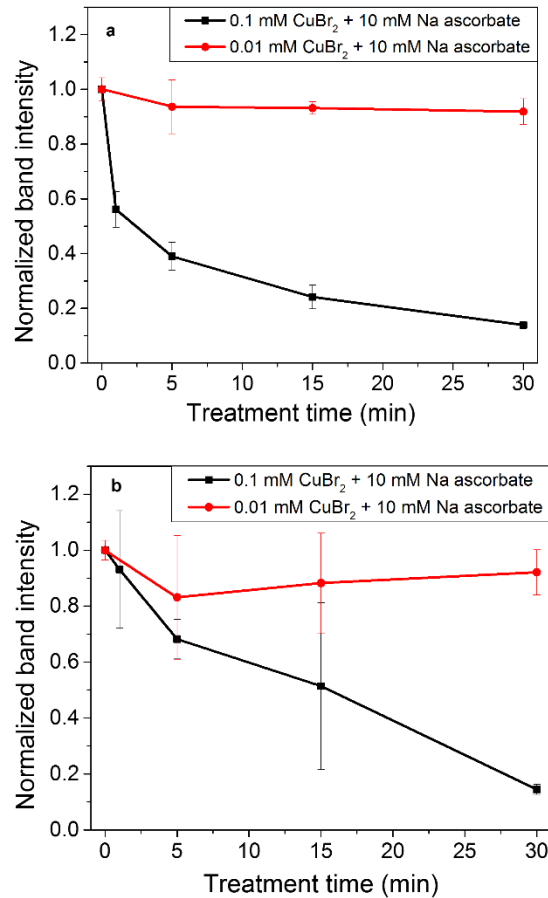 a
0.1 mM CuBr₂ + 10 mM Na ascorbate
0.01 mM CuBr₂ + 10 mM Na ascorbate
Normalized band intensity
1.2
1.0
0.8
0.6
0.4
0.2
0.0
0 5 10 15 20 25 30
Treatment time (min)
b
0.1 mM CuBr₂ + 10 mM Na ascorbate
0.01 mM CuBr₂ + 10 mM Na ascorbate
Normalized band intensity
1.2
1.0
0.8
0.6
0.4
0.2
0.0
0 5 10 15 20 25 30
Treatment time (min)